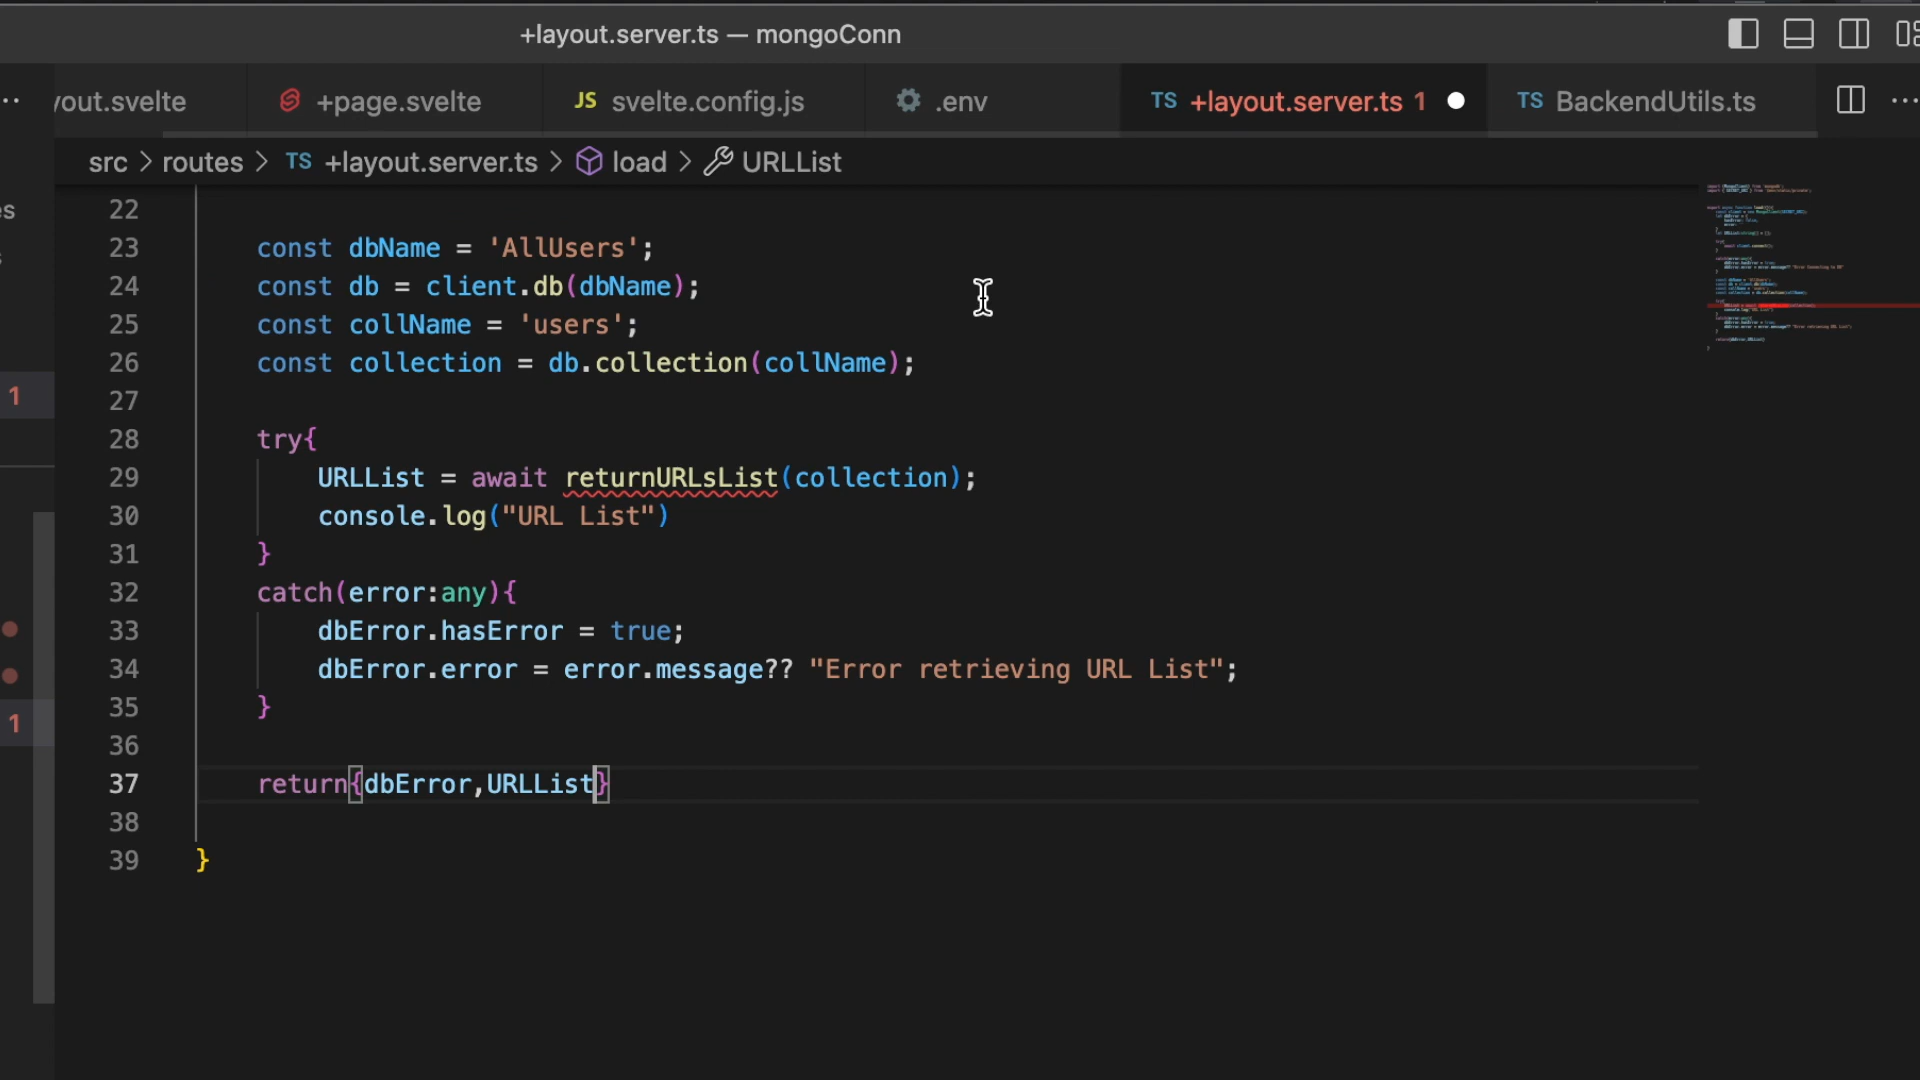 +layout.server.ts — mongoConn
yout.svelte +page.svelte JS svelte.config.js .env TS +layout.server.ts 1 TS BackendUtils.ts
src > routes > TS +layout.server.ts > load > URLList
22
23 const dbName = 'AllUsers';
24 const db = client.db(dbName);
25 const collName = 'users';
26 const collection = db.collection(collName);
27
28 try{
29 URLList = await returnURLsList(collection);
30 console.log("URL List")
31 }
32 catch(error:any){
33 dbError.hasError = true;
34 dbError.error = error.message?? "Error retrieving URL List";
35 }
36
37 return{dbError,URLList}
38
39 }
es
s
1
1